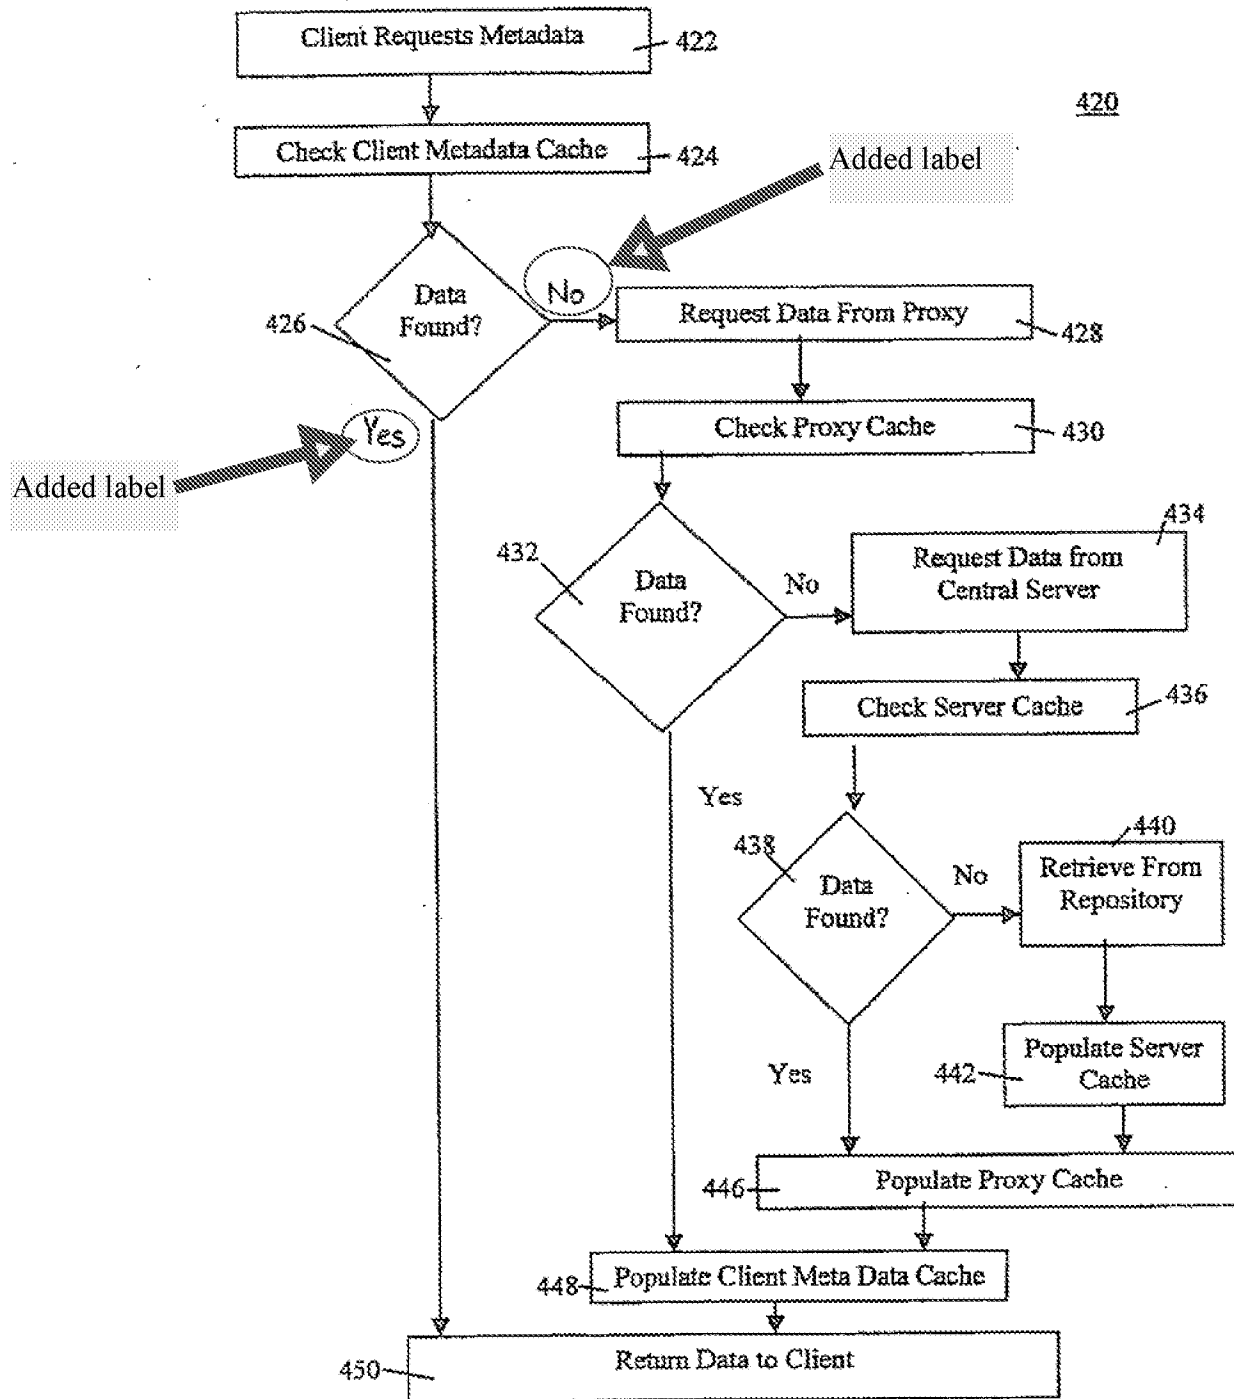 Client Requests Metadata
422
420
Check Client Metadata Cache
424
Added label
No
Data
Found?
426
Request Data From Proxy
428
Yes
Check Proxy Cache
430
Added label
434
432
Request Data from
Central Server
Data
Found?
No
Check Server Cache
436
Yes
440
438
Retrieve From
Repository
Data
Found?
No
Populate Server
Cache
442
Yes
Populate Proxy Cache
446
Populate Client Meta Data Cache
448
Return Data to Client
450